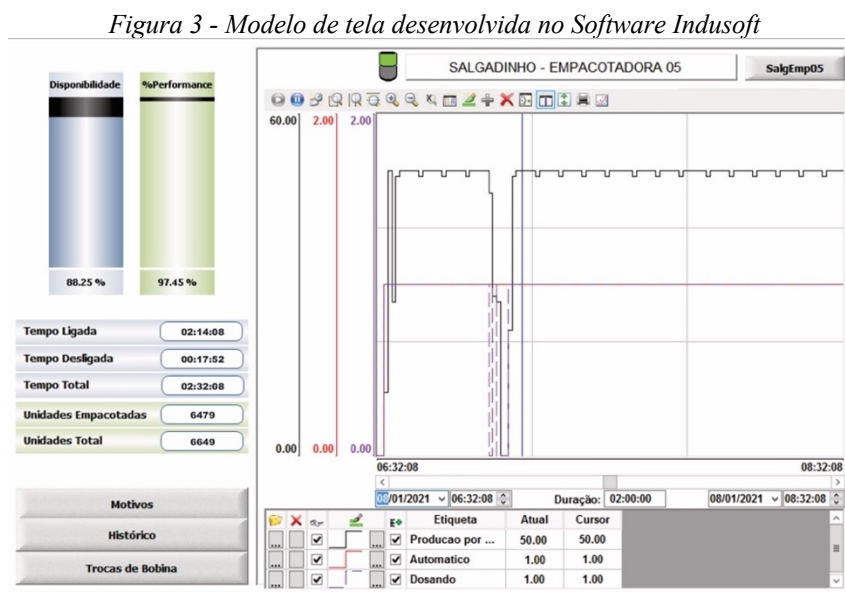 Figura 3 - Modelo de tela desenvolvida no Software Indusoft
SALGADINHO - EMPACOTADORA 05
SalgEmp05
Disponibilidade
%Performance
88.25 %
97.45 %
60.00
2.00
2.00
0.00
0.00
0.00
06:32:08
08:32:08
08/01/2021
06:32:08
Duração:
02:00:00
08/01/2021
08:32:08
Tempo Ligada
02:14:08
Tempo Desligada
00:17:52
Tempo Total
02:32:08
Unidades Empacotadas
6479
Unidades Total
6649
Motivos
Histórico
Trocas de Bobina
Etiqueta Atual Cursor
Producao por ... 50.00 50.00
Automatico 1.00 1.00
Dosando 1.00 1.00